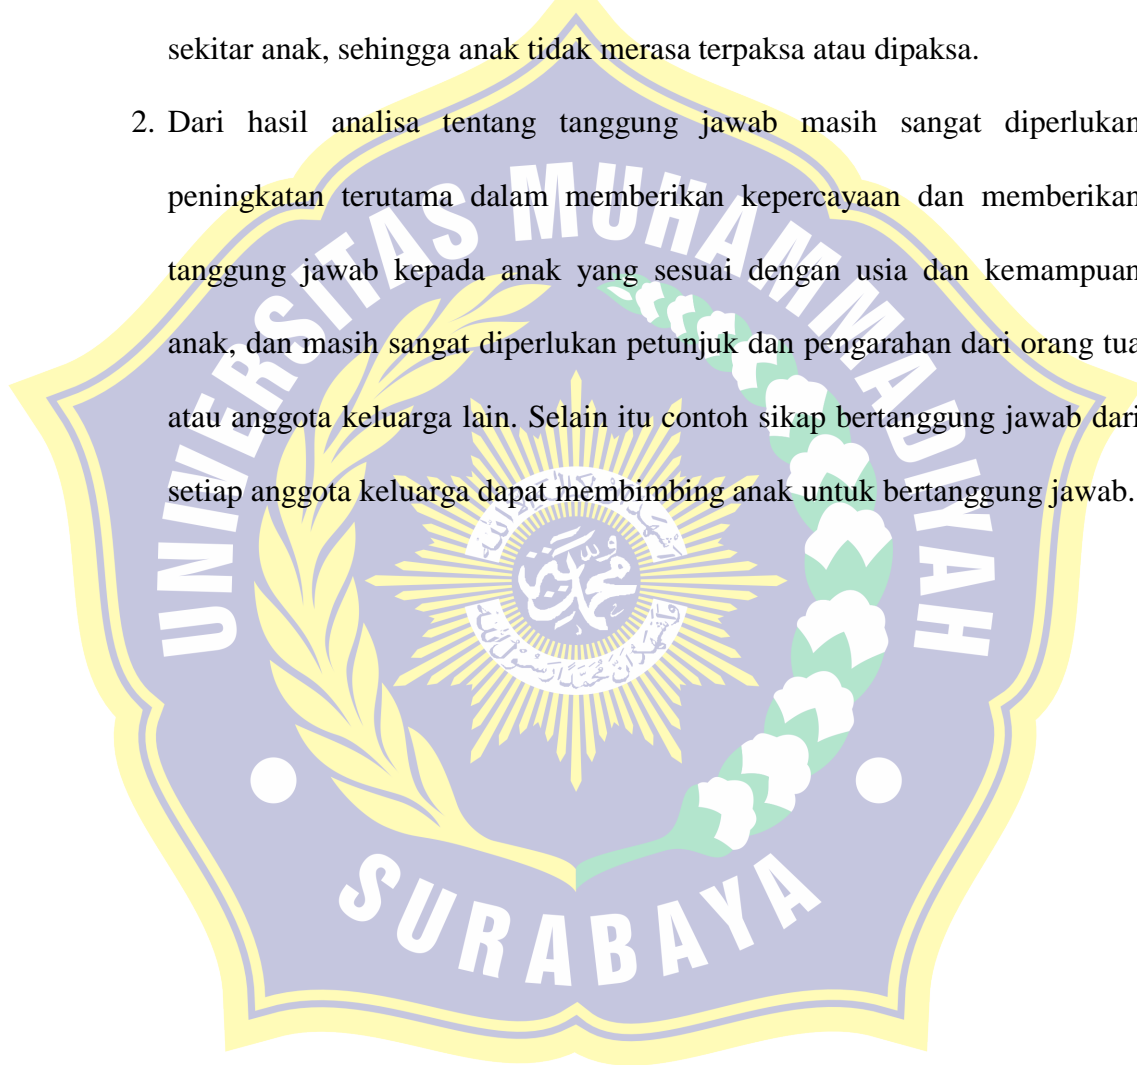 sekitar anak, sehingga anak tidak merasa terpaksa atau dipaksa.
2. Dari hasil analisa tentang tanggung jawab masih sangat diperlukan
peningkatan terutama dalam memberikan kepercayaan dan memberikan
tanggung jawab kepada anak yang sesuai dengan usia dan kemampuan
anak, dan masih sangat diperlukan petunjuk dan pengarahan dari orang tua
atau anggota keluarga lain. Selain itu contoh sikap bertanggung jawab dari
setiap anggota keluarga dapat membimbing anak untuk bertanggung jawab.
UNIVERSITAS MUHAMMADIYAH
محمد
SURABAYA